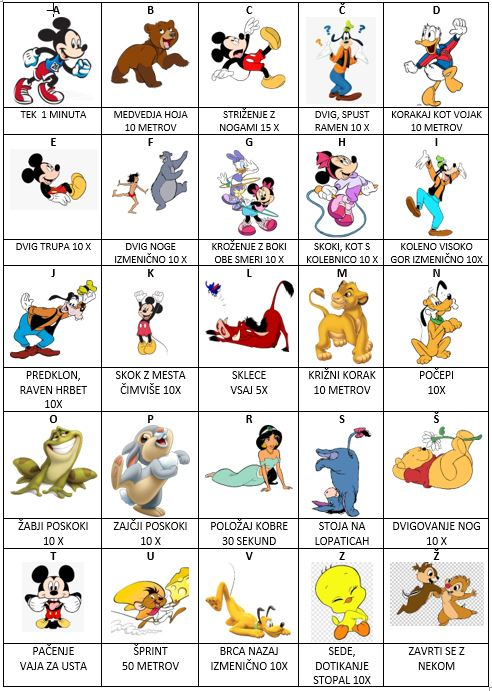 A
B
C
Č
D
TEK 1 MINUTA
MEDVEDJA HOJA
10 METROV
STRIŽENJE Z
NOGAMI 15 X
DVIG, SPUST
RAMEN 10 X
KORAKAJ KOT VOJAK
10 METROV
E
F
G
H
I
DVIG TRUPA 10 X
DVIG NOGE
IZMENIČNO 10 X
KROŽENJE Z BOKI
OBE SMERI 10 X
SKOKI, KOT S
KOLEBNICO 10 X
KOLENO VISOKO
GOR IZMENIČNO 10X
J
K
L
M
N
PREDKLON,
RAVEN HRBET
10X
SKOK Z MESTA
ČIMVIŠE 10X
SKLECE
VSAJ 5X
KRIŽNI KORAK
10 METROV
POČEPI
10X
O
P
R
S
Š
ŽABJI POSKOKI
10 X
ZAJČJI POSKOKI
10 X
POLOŽAJ KOBRE
30 SEKUND
STOJA NA
LOPATICAH
DVIGOVANJE NOG
10 X
T
U
V
Z
Ž
PAČENJE
VAJA ZA USTA
ŠPRINT
50 METROV
BRCA NAZAJ
IZMENIČNO 10X
SEDE,
DOTIKANJE
STOPAL 10X
ZAVRTI SE Z
NEKOM